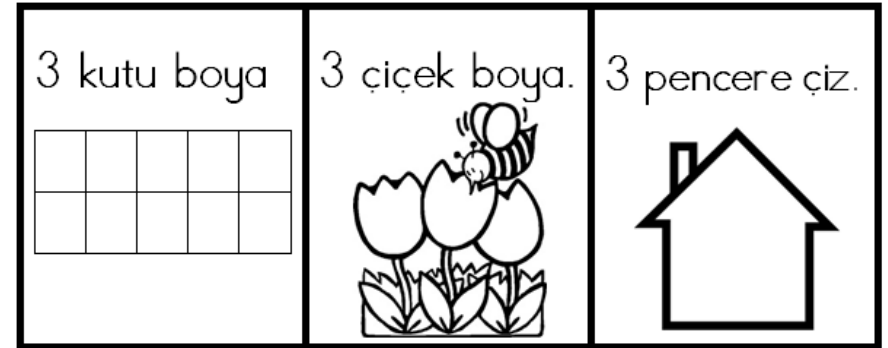 3 kutu boya
3 çiçek boya.
3 pencere çiz.